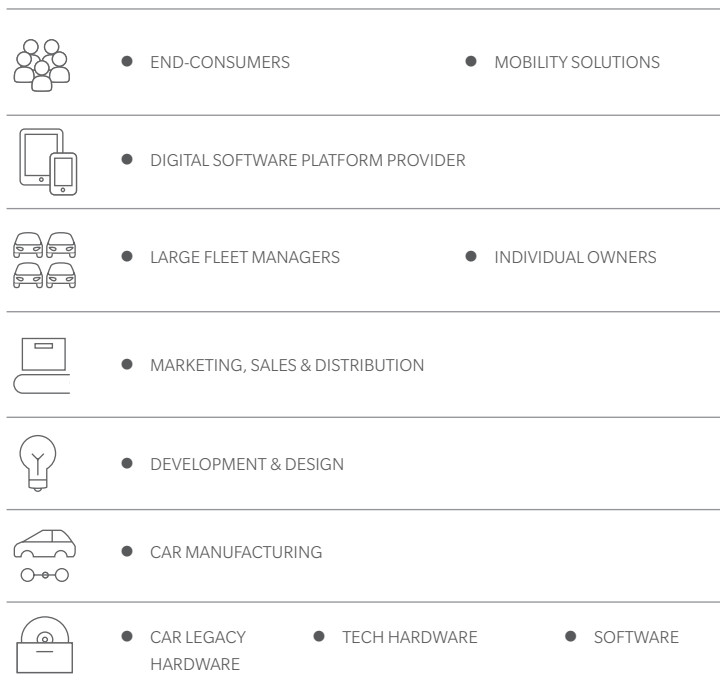 END-CONSUMERS
MOBILITY SOLUTIONS
DIGITAL SOFTWARE PLATFORM PROVIDER
LARGE FLEET MANAGERS
INDIVIDUAL OWNERS
MARKETING, SALES & DISTRIBUTION
DEVELOPMENT & DESIGN
CAR MANUFACTURING
CAR LEGACY
HARDWARE
TECH HARDWARE
SOFTWARE